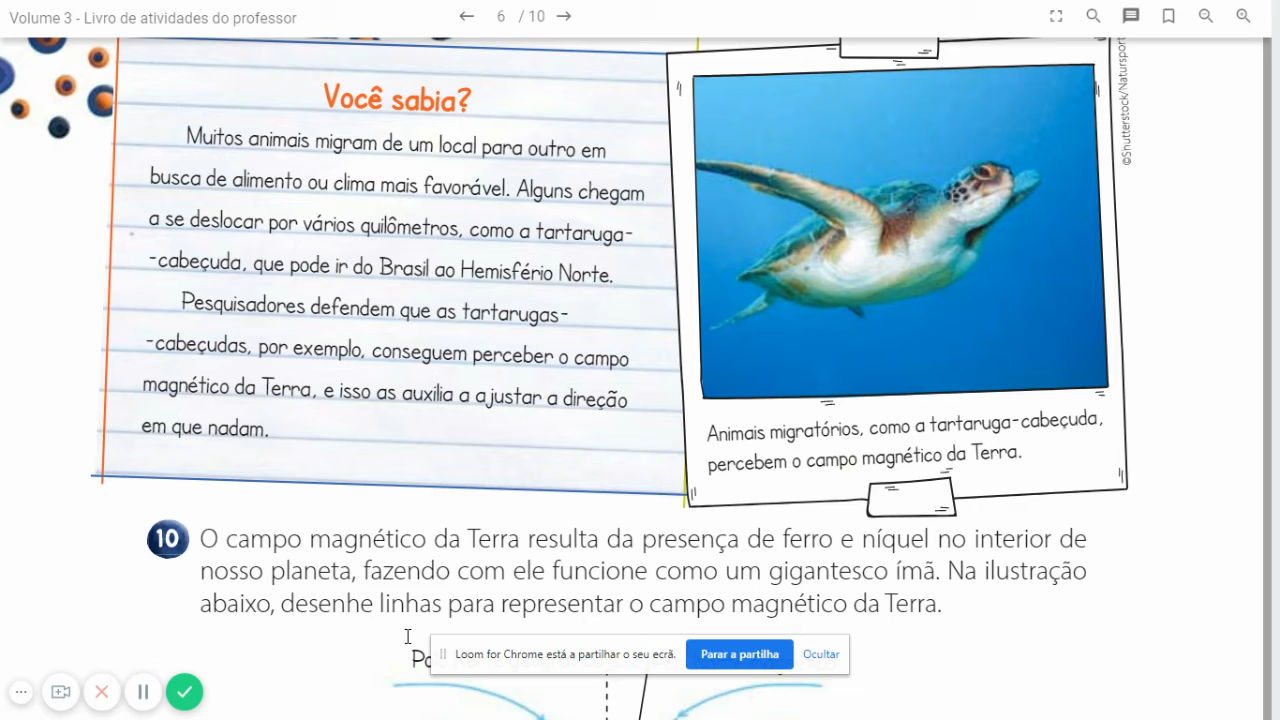 Volume 3 - Livro de atividades do professor
6 / 10
Você sabia?
Muitos animais migram de um local para outro em
busca de alimento ou clima mais favorável. Alguns chegam
a se deslocar por vários quilômetros, como a tartaruga-
-cabeçuda, que pode ir do Brasil ao Hemisfério Norte.
Pesquisadores defendem que as tartarugas-
-cabeçudas, por exemplo, conseguem perceber o campo
magnético da Terra, e isso as auxilia a ajustar a direção
em que nadam.
©Shutterstock/Natursport
Animais migratórios, como a tartaruga-cabeçuda,
percebem o campo magnético da Terra.
10 O campo magnético da Terra resulta da presença de ferro e níquel no interior de
nosso planeta, fazendo com ele funcione como um gigantesco ímã. Na ilustração
abaixo, desenhe linhas para representar o campo magnético da Terra.
Loom for Chrome está a partilhar o seu ecrã. Parar a partilha Ocultar